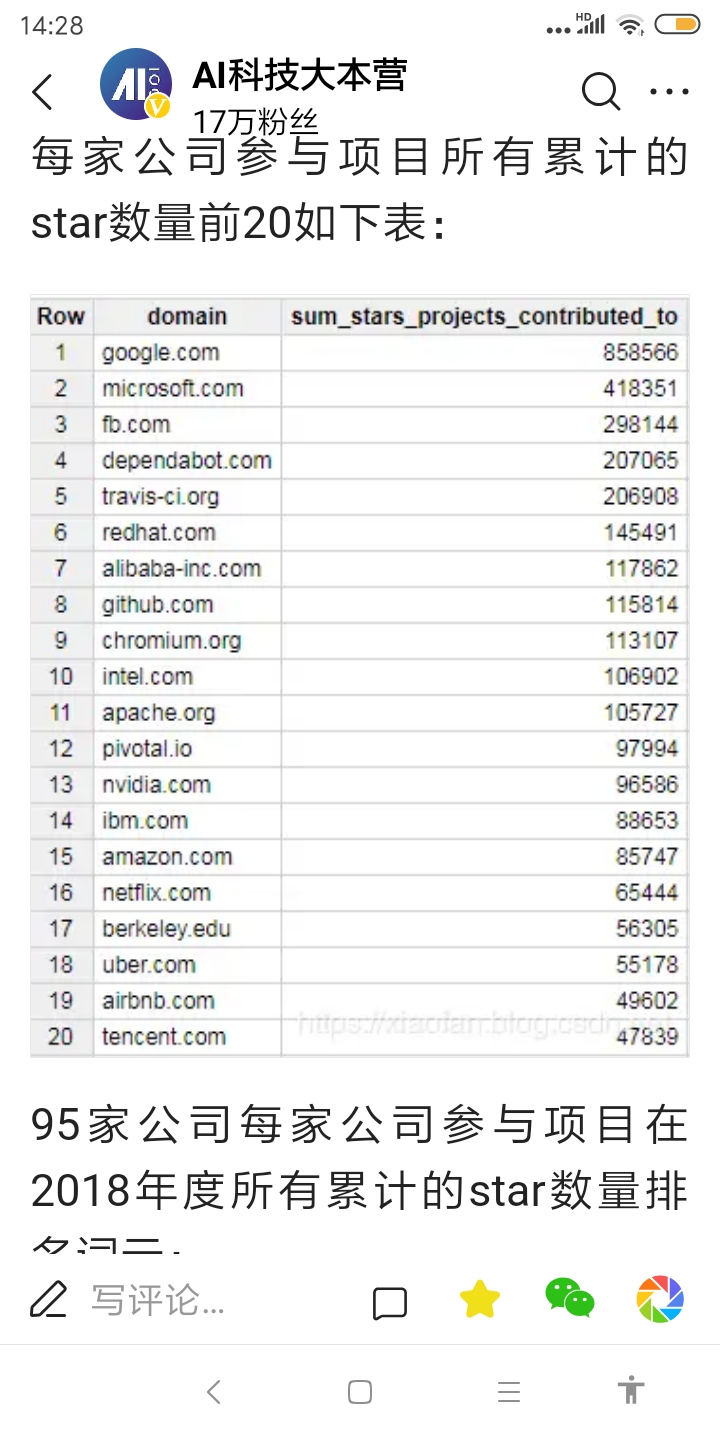 14:28
HD
AI科技大本营
17万粉丝
每家公司参与项目所有累计的
star数量前20如下表：
Row domain sum_stars_projects_contributed_to
1 google.com 858566
2 microsoft.com 418351
3 fb.com 298144
4 dependabot.com 207065
5 travis-ci.org 206908
6 redhat.com 145491
7 alibaba-inc.com 117862
8 github.com 115814
9 chromium.org 113107
10 intel.com 106902
11 apache.org 105727
12 pivotal.io 97994
13 nvidia.com 96586
14 ibm.com 88653
15 amazon.com 85747
16 netflix.com 65444
17 berkeley.edu 56305
18 uber.com 55178
19 airbnb.com 49602
20 tencent.com 47839
95家公司每家公司参与项目在
2018年度所有累计的star数量排
写评论...